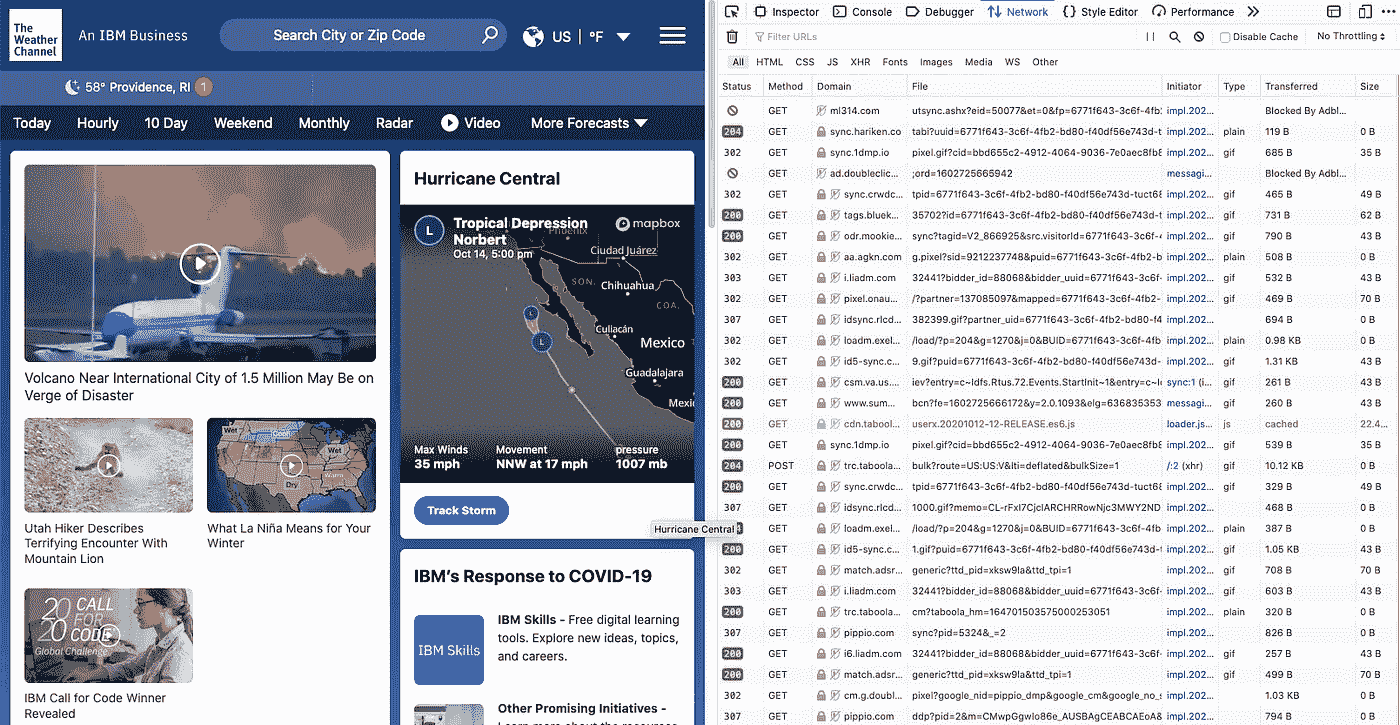 The
Weather
Channel
An IBM Business
Search City or Zip Code
US | °F
58° Providence, RI 1
Today Hourly 10 Day Weekend Monthly Radar Video More Forecasts
Volcano Near International City of 1.5 Million May Be on
Verge of Disaster
Wet Cool Wet
Dry Warm
Utah Hiker Describes
Terrifying Encounter With
Mountain Lion
What La Niña Means for Your
Winter
2020 CALL
FOR
CODE
Global Challenge
IBM Call for Code Winner
Revealed
Hurricane Central
L
Tropical Depression
Norbert
Oct 14, 5:00 pm
mapbox
Phoenix
Ciudad Juárez
SON.
Chihuahua
COA.
L
L
Culiacán
Mexico
Guadalajara
Mexi
Max Winds Movement pressure
35 mph NNW at 17 mph 1007 mb
Track Storm
Hurricane Central
IBM's Response to COVID-19
IBM Skills
IBM Skills - Free digital learning
tools. Explore new ideas, topics,
and careers.
Other Promising Initiatives -
Inspector Console Debugger Network Style Editor Performance
Filter URLs Disable Cache No Throttling
All HTML CSS JS XHR Fonts Images Media WS Other
Status Method Domain File Initiator Type Transferred Size
GET ml314.com utsync.ashx?eid=50077&et=0&fp=6771f643-3c6f-4fb2 impl.202... Blocked By Adbl...
204 GET sync.hariken.co tabi?uuid=6771f643-3c6f-4fb2-bd80-f40df56e743d-t impl.202... plain 119 B 0 B
302 GET sync.1dmp.io pixel.gif?cid=bbd655c2-4912-4064-9036-7e0aec8fb8 impl.202... gif 685 B 35 B
GET ad.doubleclic... ;ord=1602725665942 messagi... Blocked By Adbl...
302 GET sync.crwdc... tpid=6771f643-3c6f-4fb2-bd80-f40df56e743d-tuct68 impl.202... gif 465 B 49 B
200 GET tags.bluek... 35702?id=6771f643-3c6f-4fb2-bd80-f40df56e743d-t impl.202... gif 731 B 62 B
200 GET odr.mookie... sync?tagid=V2_866925&src.visitorId=6771f643-3c6f impl.202... gif 790 B 43 B
302 GET aa.agkn.com g.pixel?sid=9212237748&puid=6771f643-3c6f-4fb2-b impl.202... plain 508 B 0 B
303 GET i.liadm.com 32441?bidder_id=88068&bidder_uuid=6771f643-3c6f- impl.202... gif 532 B 43 B
302 GET pixel.onau... /?partner=137085097&mapped=6771f643-3c6f-4fb2-b impl.202... gif 469 B 70 B
307 GET idsync.rlcd... 382399.gif?partner_uid=6771f643-3c6f-4fb2-bd80-f4 impl.202... gif 694 B 0 B
302 GET loadm.exel... /load/?p=204&g=1270&j=0&BUID=6771f643-3c6f-4fb2 impl.202... plain 0.98 KB 0 B
302 GET id5-sync.c... 9.gif?puid=6771f643-3c6f-4fb2-bd80-f40df56e743d- impl.202... gif 1.31 KB 43 B
200 GET csm.va.us.... iev?entry=c~ldfs.Rtus.72.Events.StartInit~1&entry=c~ld sync:1 (i... gif 261 B 43 B
200 GET www.sum... bcn?fe=1602725666172&y=2.0.1093&elg=636835353 messagi... gif 260 B 43 B
200 GET cdn.tabool... userx.20201012-12-RELEASE.es6.js loader.js... js cached 22.4...
200 GET sync.1dmp.io pixel.gif?cid=bbd655c2-4912-4064-9036-7e0aec8fb8 impl.202... gif 539 B 35 B
204 POST trc.taboola... bulk?route=US:US:V&lti=deflated&bulkSize=1 /:2 (xhr) gif 10.12 KB 0 B
200 GET sync.crwdc... tpid=6771f643-3c6f-4fb2-bd80-f40df56e743d-tuct68 impl.202... gif 329 B 49 B
307 GET idsync.rlcd... impl.202... gif 468 B 0 B
GET loadm.exel... /load/?p=204&g=1270&j=0&BUID=6771f643-3c6f-4fb2 impl.202... plain 387 B 0 B
200 GET id5-sync.c... 1.gif?puid=6771f643-3c6f-4fb2-bd80-f40df56e743d-t impl.202... gif 1.05 KB 43 B
302 GET match.adsr... generic?ttd_pid=xksw9la&ttd_tpi=1 impl.202... gif 708 B 70 B
303 GET i.liadm.com 32441?bidder_id=88068&bidder_uuid=6771f643-3c6f- impl.202... gif 603 B 43 B
200 GET trc.taboola... cm?taboola_hm=164701503575000253051 impl.202... plain 320 B 0 B
307 GET pippio.com sync?pid=5324&_=2 impl.202... gif 826 B 0 B
200 GET i6.liadm.com 32441?bidder_id=88068&bidder_uuid=6771f643-3c6f- impl.202... gif 257 B 43 B
200 GET match.adsr... generic?ttd_pid=xksw9la&ttd_tpi=1 impl.202... gif 499 B 70 B
302 GET cm.g.doubl... pixel?google_nid=pippio_dmp&google_cm&google_no_s impl.202... gif 1.03 KB 0 B
307 GET pippio.com impl.202... gif 794 B 0 B